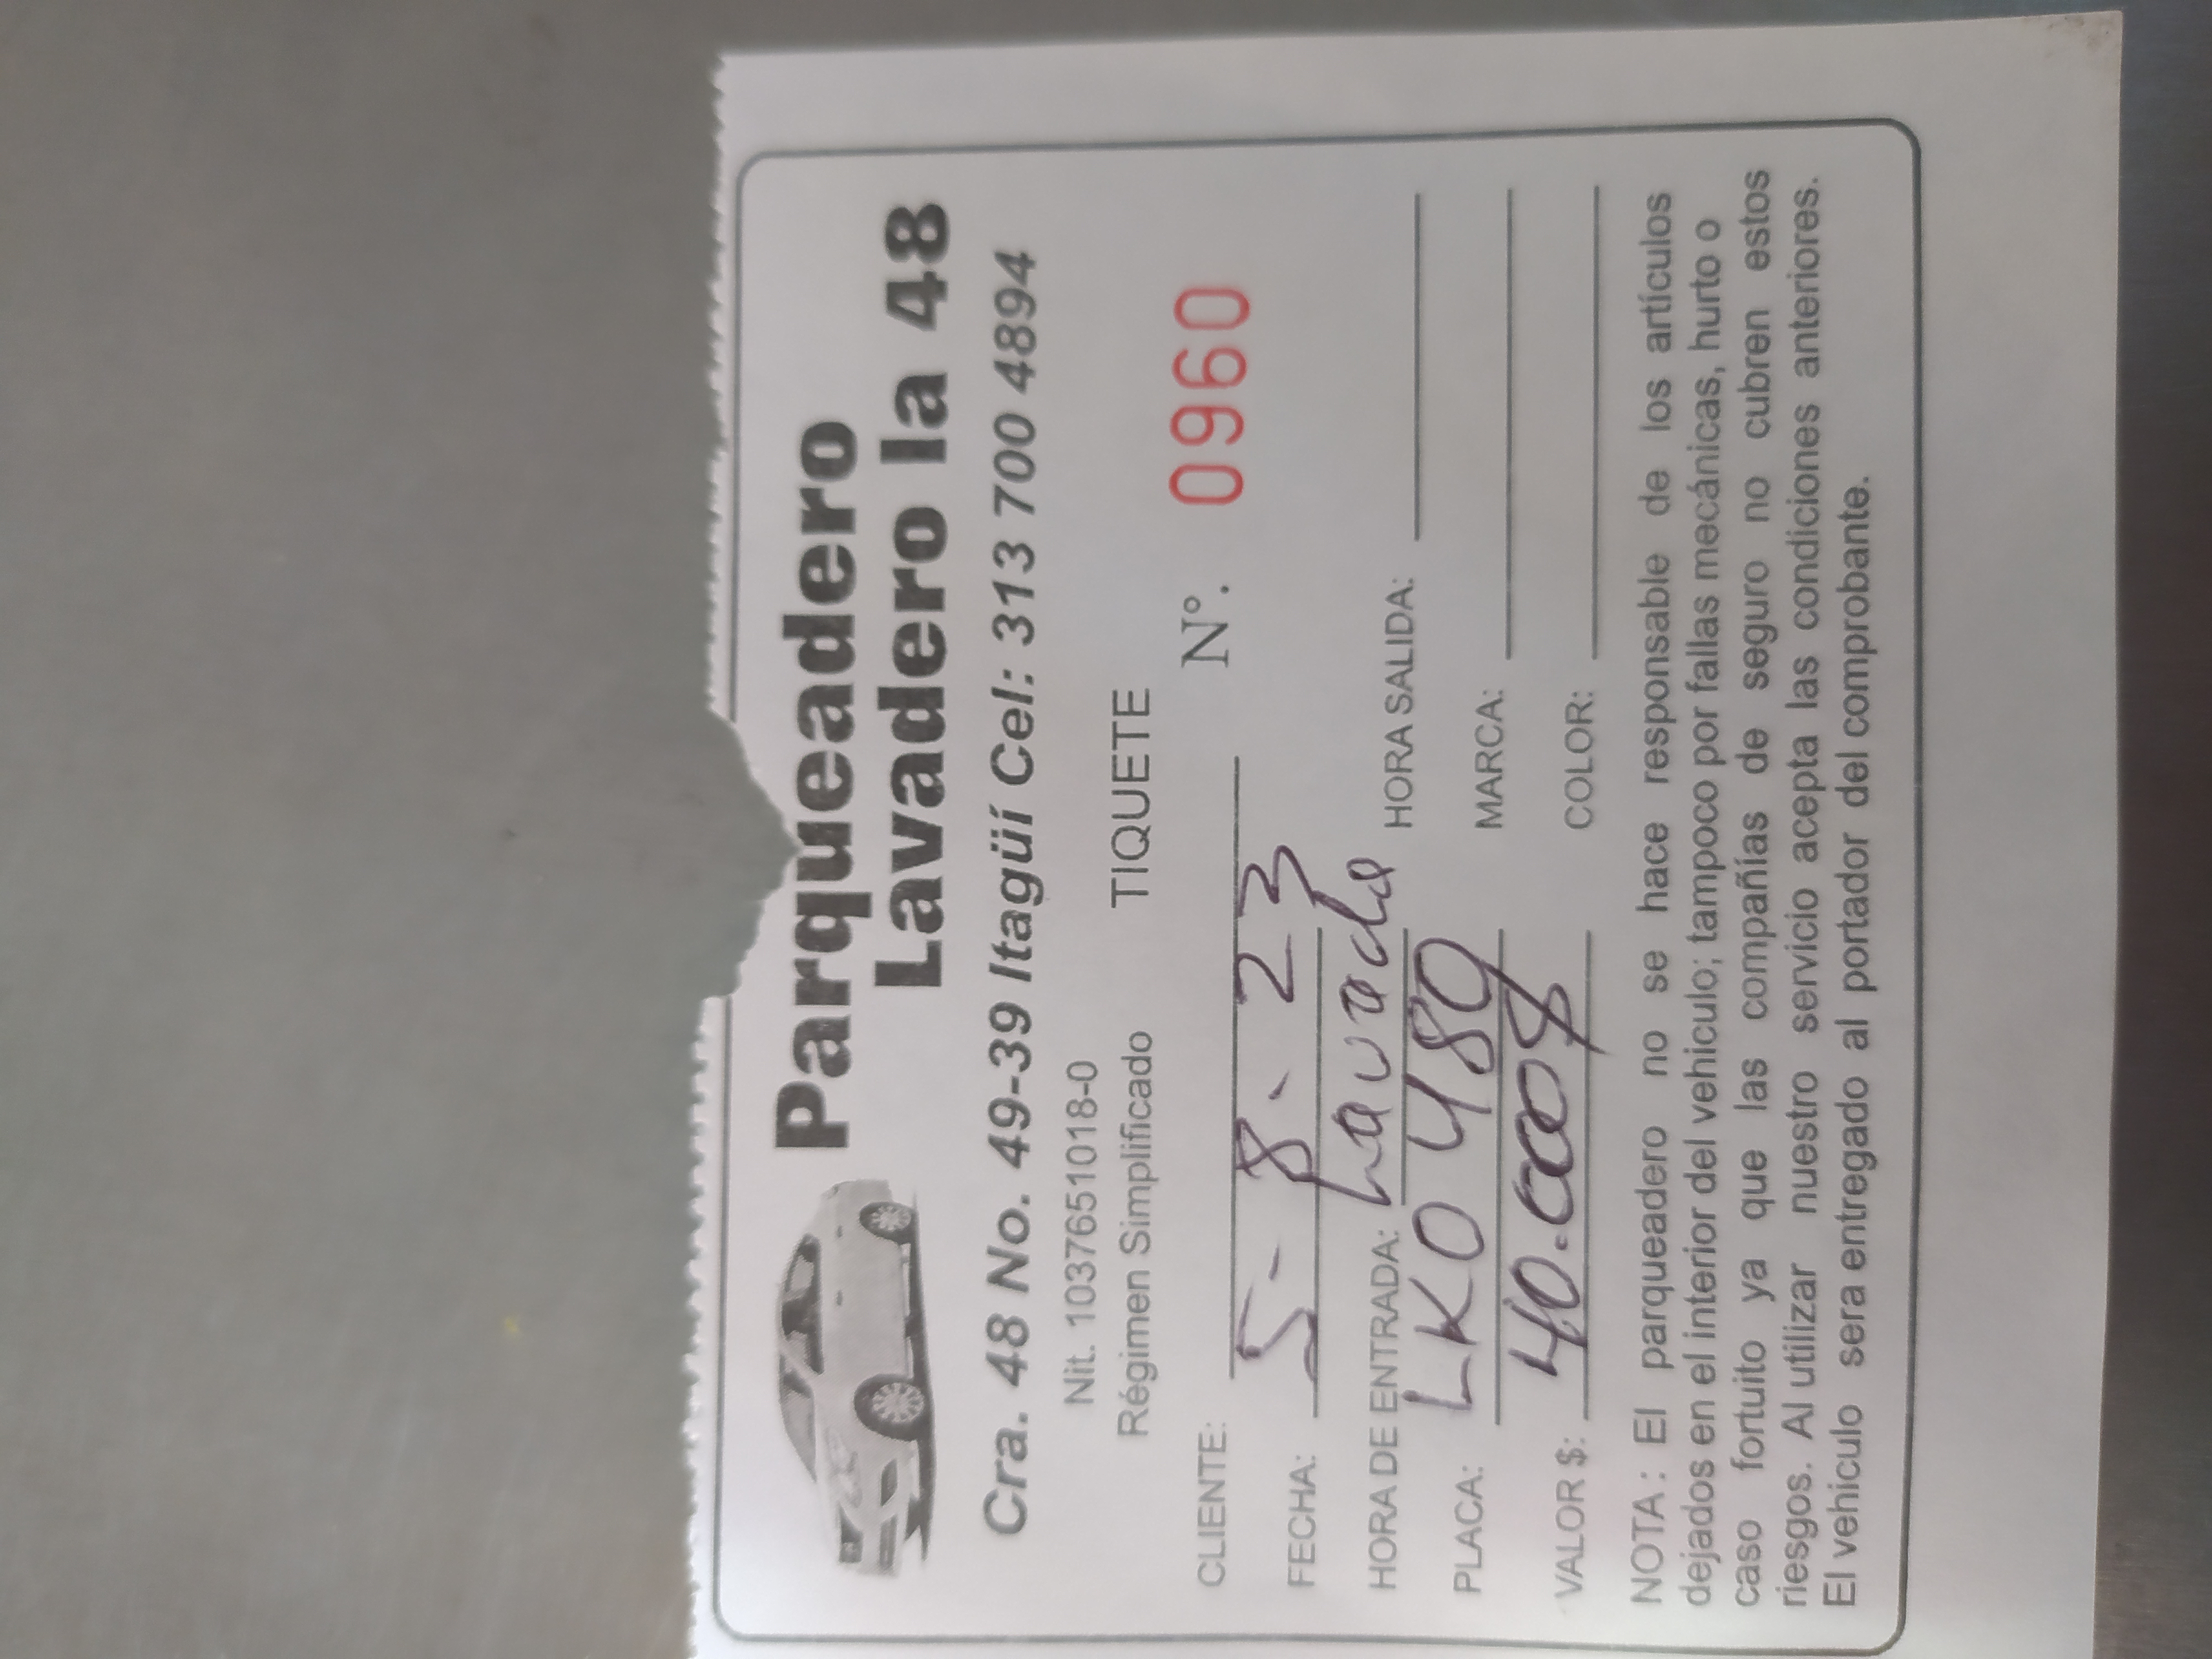 Parqueadero
Lavadero la 48
Cra. 48 No. 49-39 Itagüí Cel: 313 700 4894
Nit. 1037651018-0
Régimen Simplificado TIQUETE
CLIENTE: Nº. 0960
FECHA: 5-8-23
HORA DE ENTRADA: Lavada HORA SALIDA:
PLACA: LKO 480 MARCA:
VALOR $: 40.000 COLOR:
NOTA: El parqueadero no se hace responsable de los artículos
dejados en el interior del vehiculo; tampoco por fallas mecánicas, hurto o
caso fortuito ya que las compañías de seguro no cubren estos
riesgos. Al utilizar nuestro servicio acepta las condiciones anteriores.
El vehiculo sera entregado al portador del comprobante.